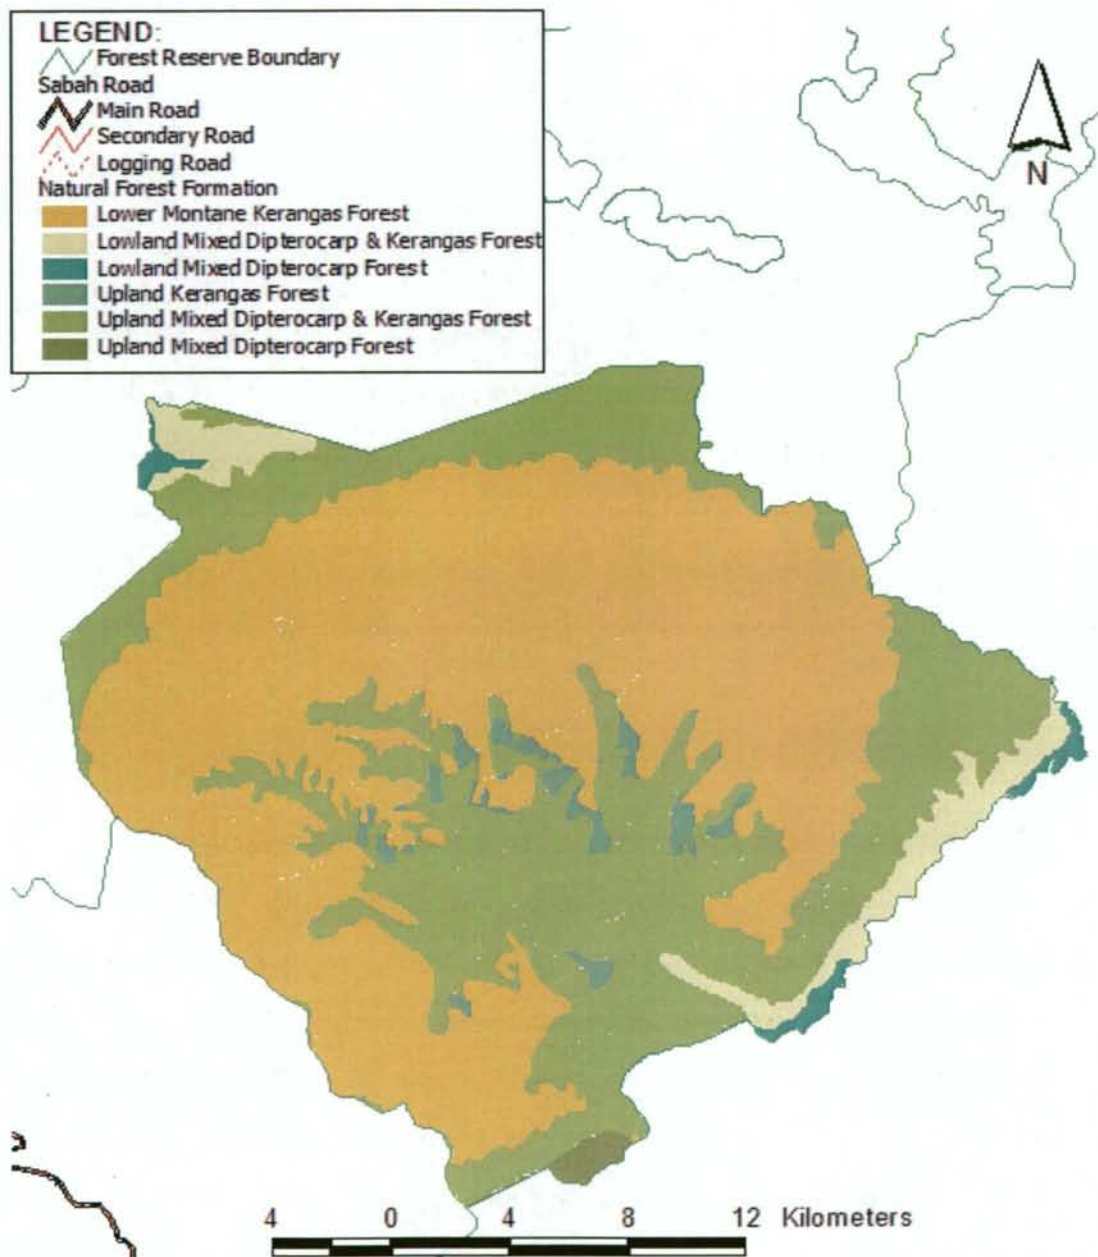 LEGEND:
Forest Reserve Boundary
Sabah Road
Main Road
Secondary Road
Logging Road
Natural Forest Formation
Lower Montane Kerangas Forest
Lowland Mixed Dipterocarp & Kerangas Forest
Lowland Mixed Dipterocarp Forest
Upland Kerangas Forest
Upland Mixed Dipterocarp & Kerangas Forest
Upland Mixed Dipterocarp Forest
N
4 0 4 8 12 Kilometers